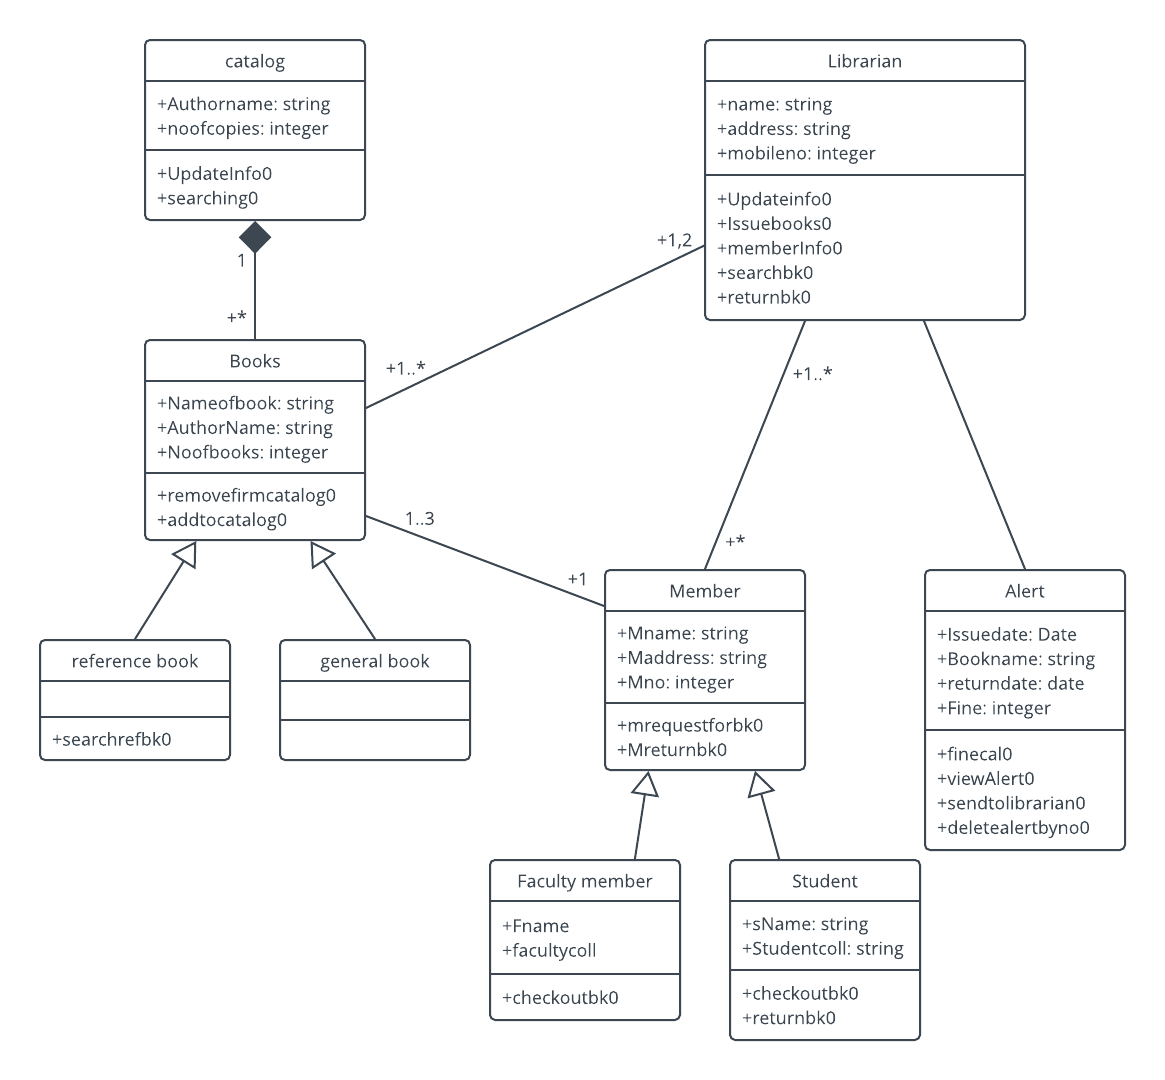 catalog
+Authorname: string
+noofcopies: integer
+UpdateInfo0
+searching0
1
+*
Librarian
+name: string
+address: string
+mobileno: integer
+Updateinfo0
+Issuebooks0
+memberInfo0
+searchbk0
+returnbk0
+1,2
+1..*
+1..*
+*
Books
+Nameofbook: string
+AuthorName: string
+Noofbooks: integer
+removefirmcatalog0
+addtocatalog0
1..3
+1
reference book
+searchrefbk0
general book
Member
+Mname: string
+Maddress: string
+Mno: integer
+mrequestforbk0
+Mreturnbk0
Alert
+Issuedate: Date
+Bookname: string
+returndate: date
+Fine: integer
+finecal0
+viewAlert0
+sendtolibrarian0
+deletealertbyno0
Faculty member
+Fname
+facultycoll
+checkoutbk0
Student
+sName: string
+Studentcoll: string
+checkoutbk0
+returnbk0